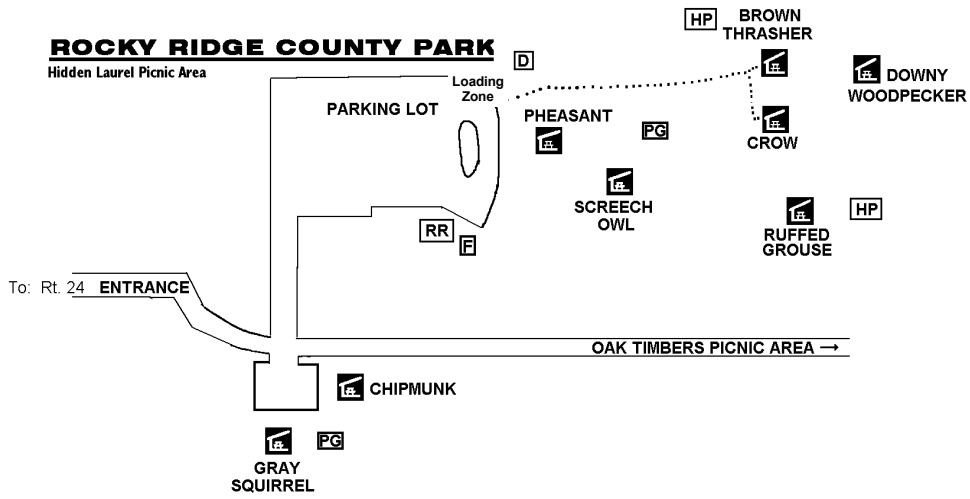 ROCKY RIDGE COUNTY PARK
Hidden Laurel Picnic Area
HP
BROWN
THRASHER
D
Loading
Zone
PARKING LOT
DOWNY
WOODPECKER
PHEASANT
PG
CROW
SCREECH
OWL
HP
RUFFED
GROUSE
RR
F
To: Rt. 24 ENTRANCE
OAK TIMBERS PICNIC AREA →
CHIPMUNK
PG
GRAY
SQUIRREL